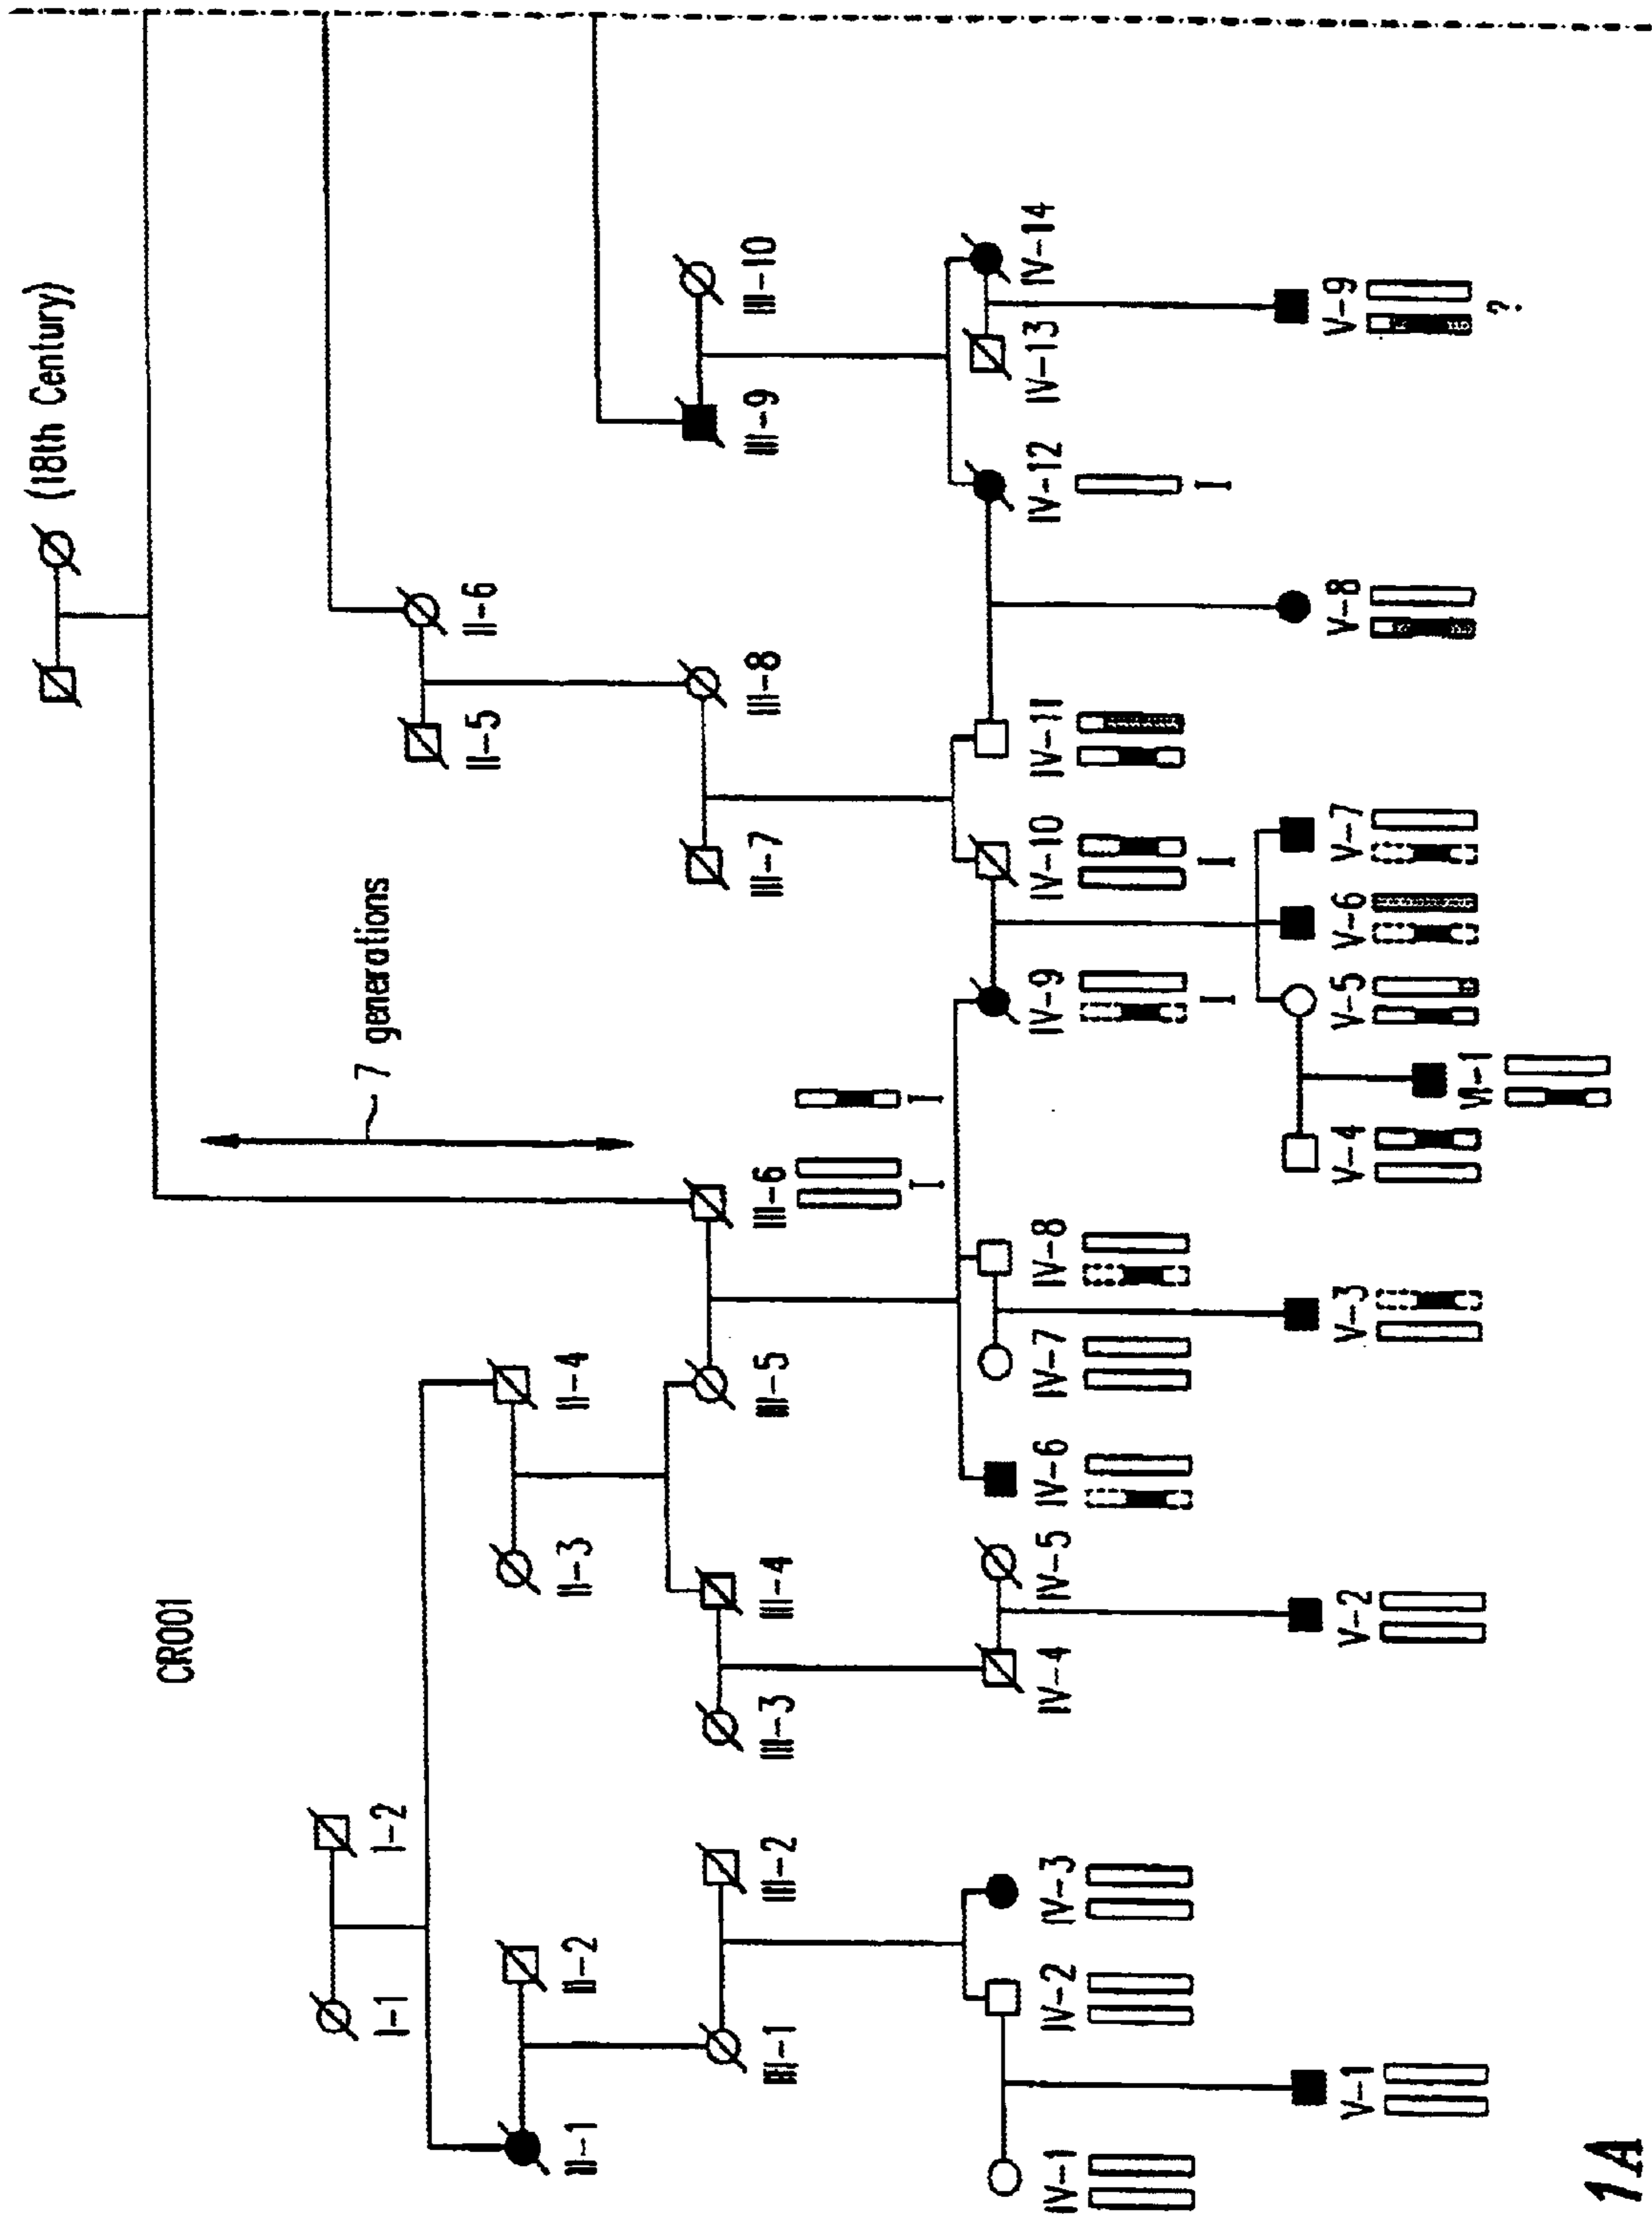 (18th Century)
CR001
7 generations
I-1
I-2
II-1
II-2
II-3
II-4
II-5
II-6
III-1
III-2
III-3
III-4
III-5
III-6
III-7
III-8
III-9
III-10
I
I
IV-1
IV-2
IV-3
IV-4
IV-5
IV-6
IV-7
IV-8
IV-9
IV-10
IV-11
IV-12
IV-13
IV-14
I
I
I
V-1
V-2
V-3
V-4
V-5
V-6
V-7
V-8
V-9
?
VI-1
1A